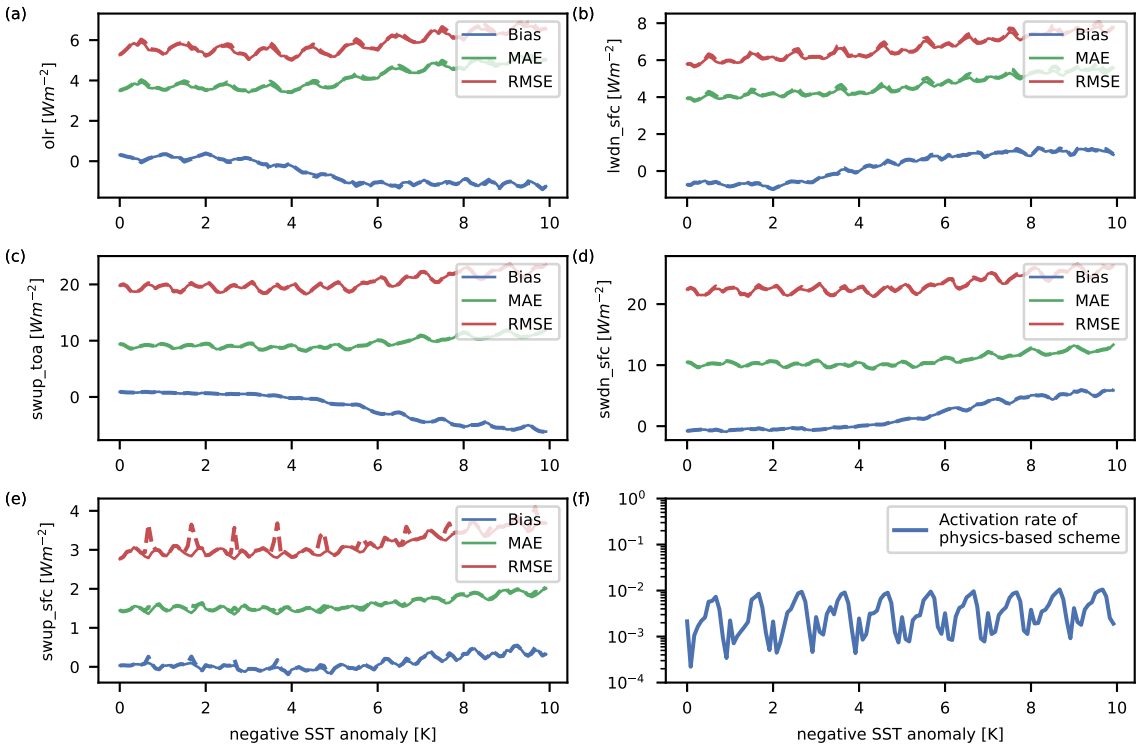 (a)
olr [Wm⁻²]
6
4
2
0
Bias
MAE
RMSE
0 2 4 6 8 10
(b)
lwdn_sfc [Wm⁻²]
8
6
4
2
0
Bias
MAE
RMSE
0 2 4 6 8 10
(c)
swup_toa [Wm⁻²]
20
10
0
Bias
MAE
RMSE
0 2 4 6 8 10
(d)
swdn_sfc [Wm⁻²]
20
10
0
Bias
MAE
RMSE
0 2 4 6 8 10
(e)
swup_sfc [Wm⁻²]
4
3
2
1
0
Bias
MAE
RMSE
0 2 4 6 8 10
negative SST anomaly [K]
(f)
10⁰
10⁻¹
10⁻²
10⁻³
10⁻⁴
Activation rate of
physics-based scheme
0 2 4 6 8 10
negative SST anomaly [K]